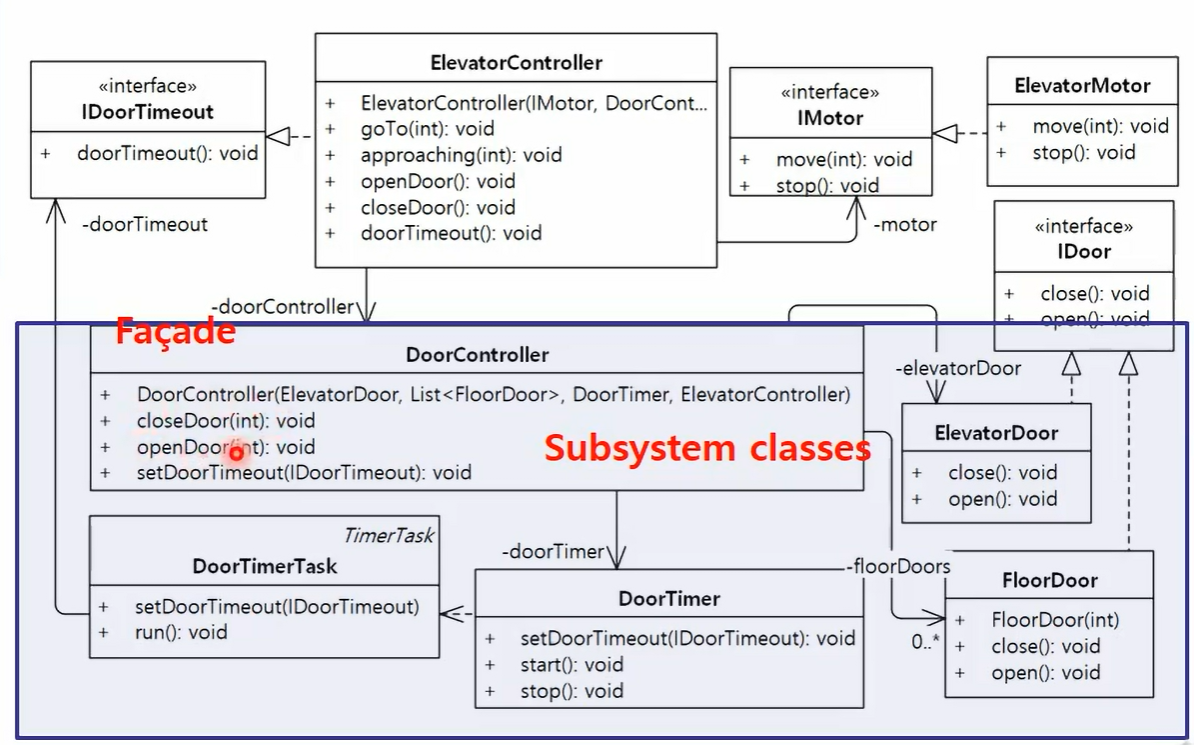 «interface»
IDoorTimeout
+ doorTimeout(): void
-doorTimeout
ElevatorController
+ ElevatorController(IMotor, DoorCont...
+ goTo(int): void
+ approaching(int): void
+ openDoor(): void
+ closeDoor(): void
+ doorTimeout(): void
«interface»
IMotor
+ move(int): void
+ stop(): void
-motor
ElevatorMotor
+ move(int): void
+ stop(): void
«interface»
IDoor
+ close(): void
+ open(): void
-doorController
Façade
DoorController
+ DoorController(ElevatorDoor, List<FloorDoor>, DoorTimer, ElevatorController)
+ closeDoor(int): void
+ openDoor(int): void
+ setDoorTimeout(IDoorTimeout): void
Subsystem classes
-elevatorDoor
ElevatorDoor
+ close(): void
+ open(): void
TimerTask
DoorTimerTask
+ setDoorTimeout(IDoorTimeout)
+ run(): void
-doorTimer
DoorTimer
+ setDoorTimeout(IDoorTimeout): void
+ start(): void
+ stop(): void
-floorDoors
0..*
FloorDoor
+ FloorDoor(int)
+ close(): void
+ open(): void